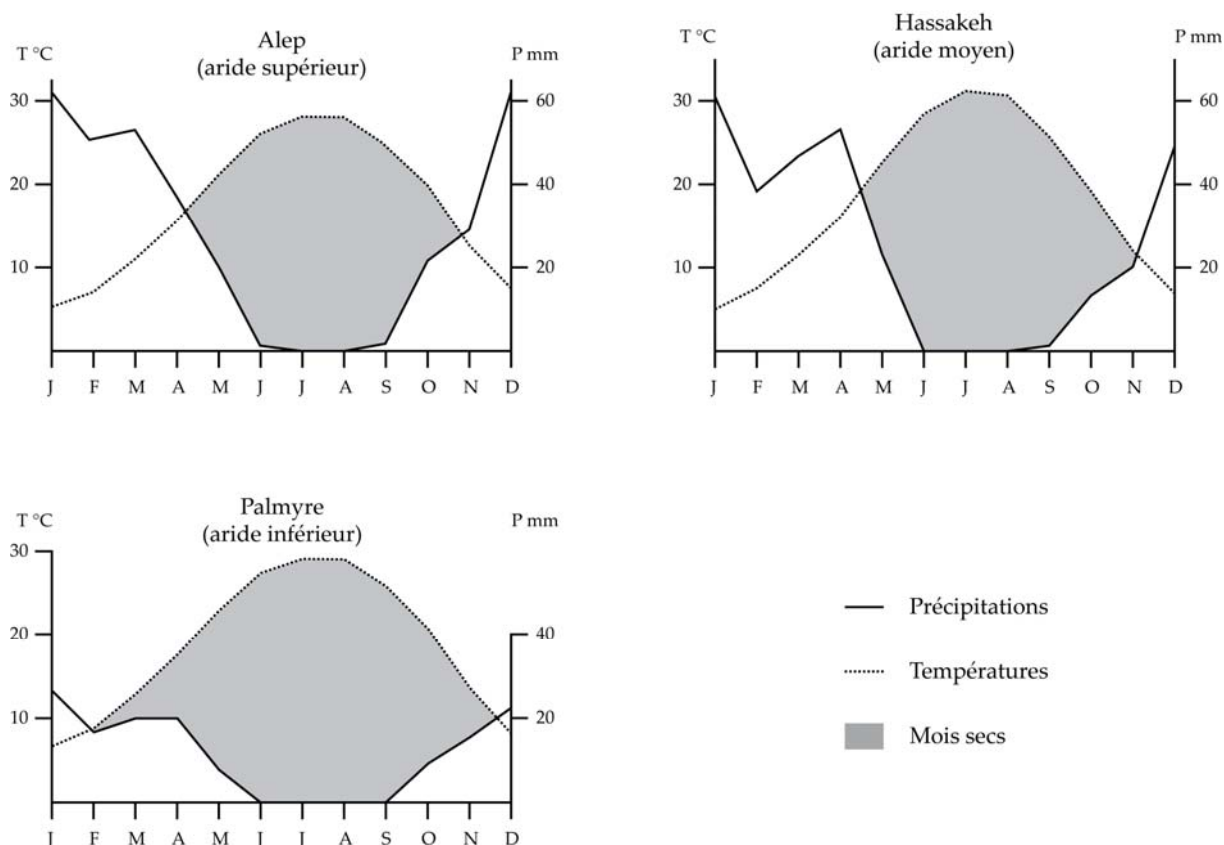 Alep
(aride supérieur)
T °C
P mm
30
20
10
60
40
20
J F M A M J J A S O N D
Hassakeh
(aride moyen)
T °C
P mm
30
20
10
60
40
20
J F M A M J J A S O N D
Palmyre
(aride inférieur)
T °C
P mm
30
20
10
40
20
J F M A M J J A S O N D
Précipitations
Températures
Mois secs